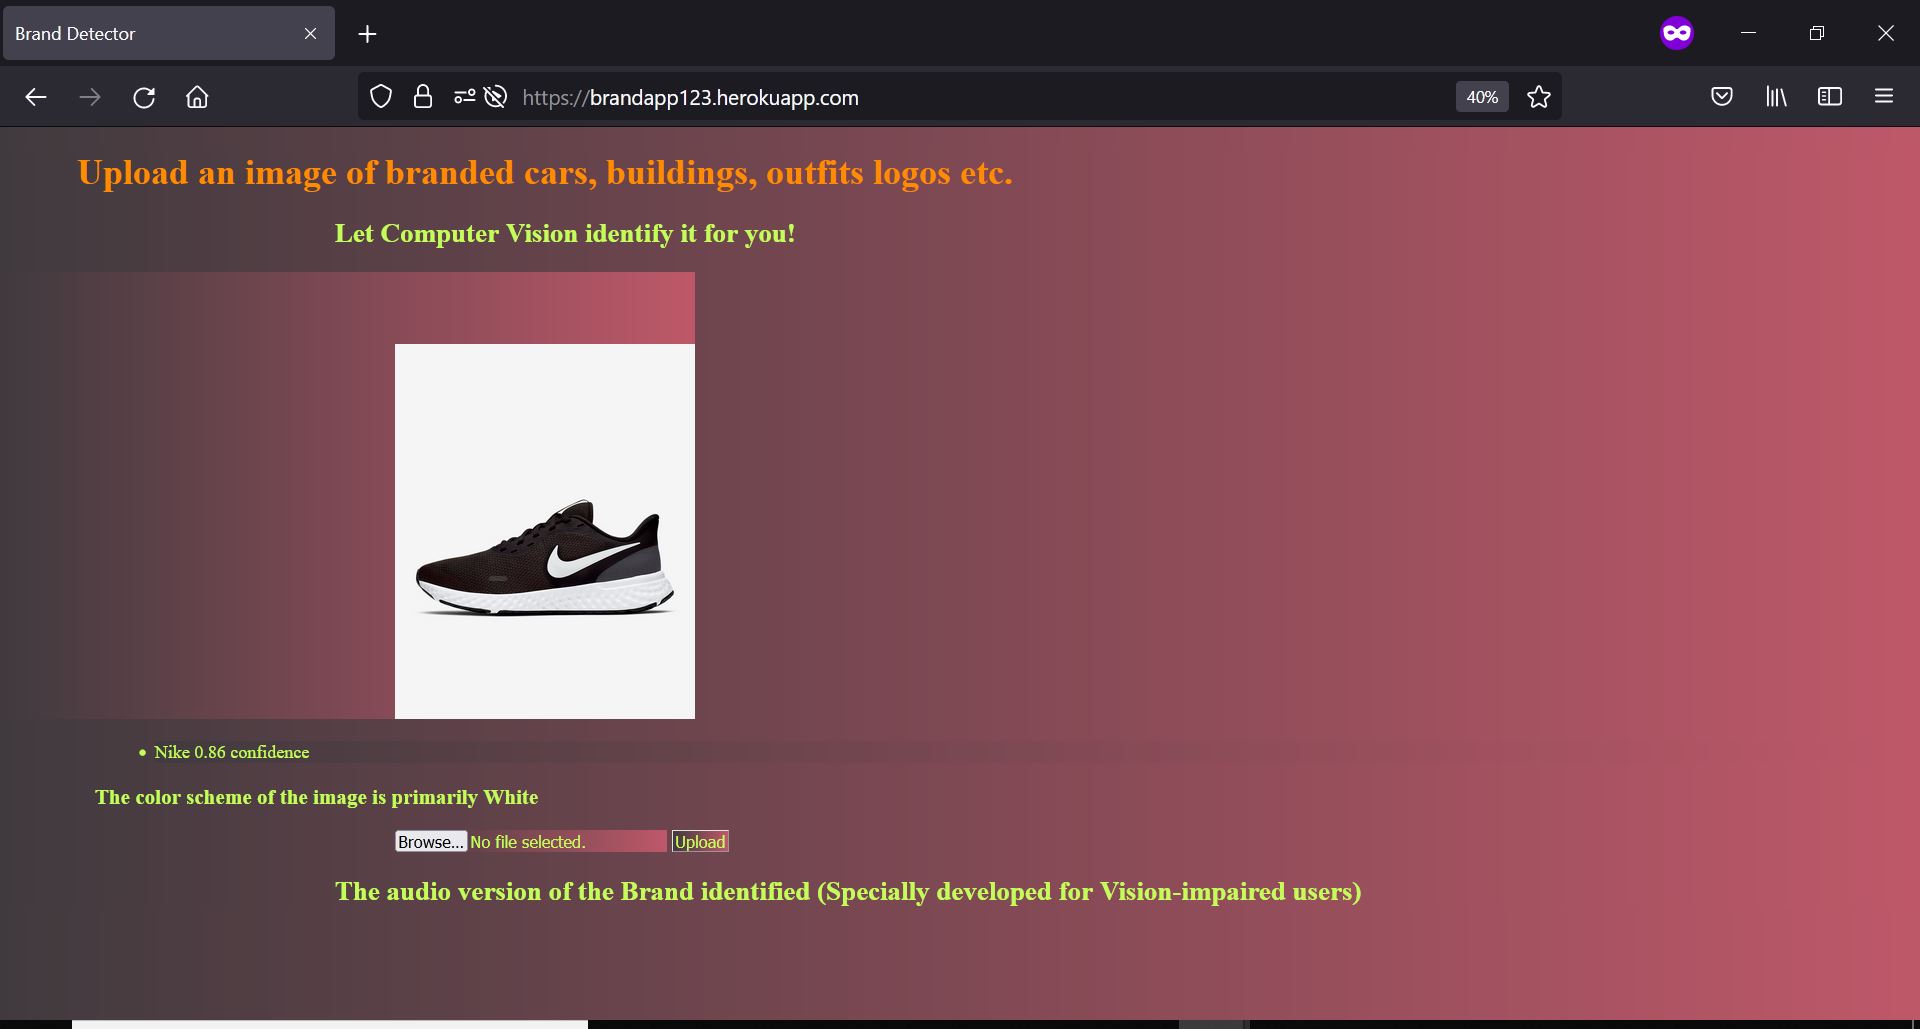 Brand Detector
https://brandapp123.herokuapp.com
40%
Upload an image of branded cars, buildings, outfits logos etc.
Let Computer Vision identify it for you!
• Nike 0.86 confidence
The color scheme of the image is primarily White
Browse... No file selected. Upload
The audio version of the Brand identified (Specially developed for Vision-impaired users)